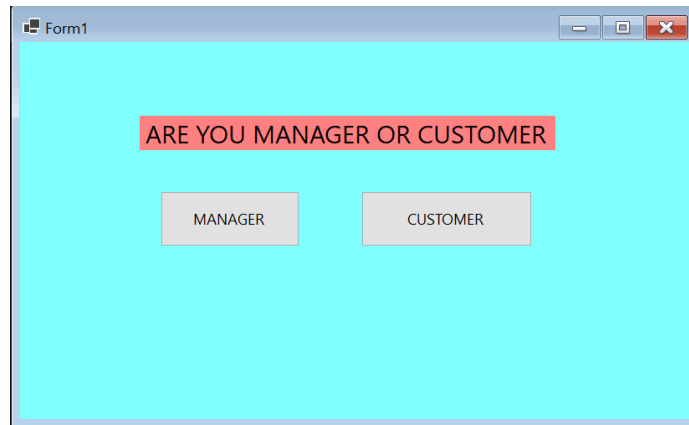 Form1
ARE YOU MANAGER OR CUSTOMER
MANAGER
CUSTOMER